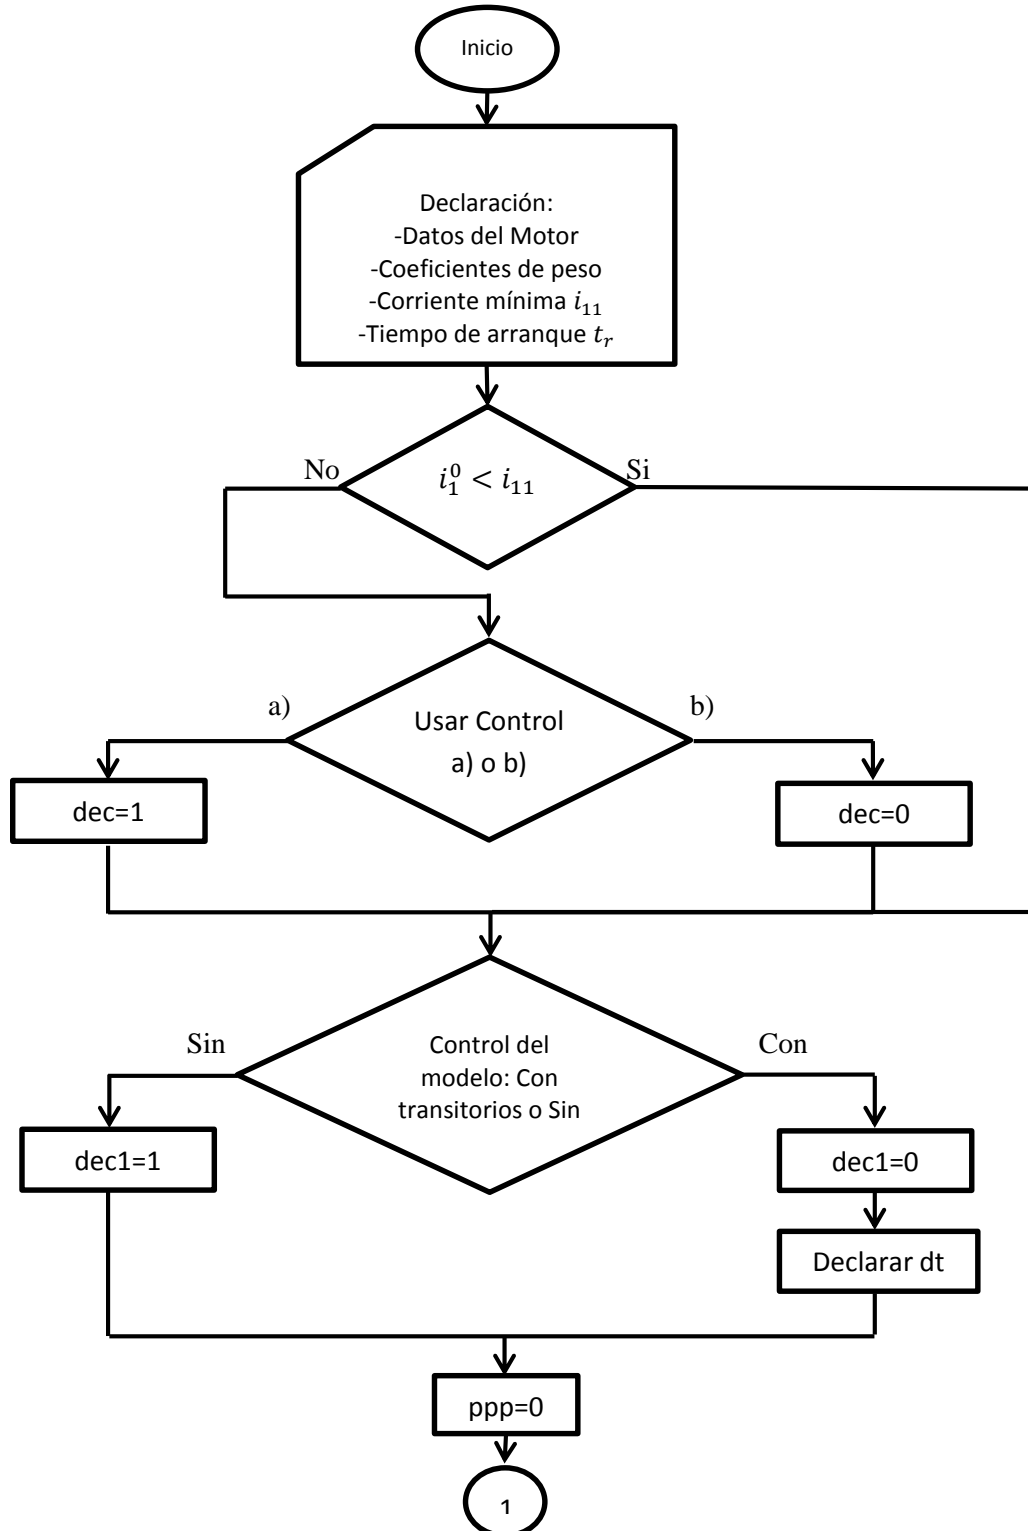 Inicio
Declaración:
-Datos del Motor
-Coeficientes de peso
-Corriente mínima i₁₁
-Tiempo de arranque tᵣ
No
i₁⁰ < i₁₁
Si
a)
Usar Control
a) o b)
b)
dec=1
dec=0
Sin
Control del
modelo: Con
transitorios o Sin
Con
dec1=1
dec1=0
Declarar dt
ppp=0
1